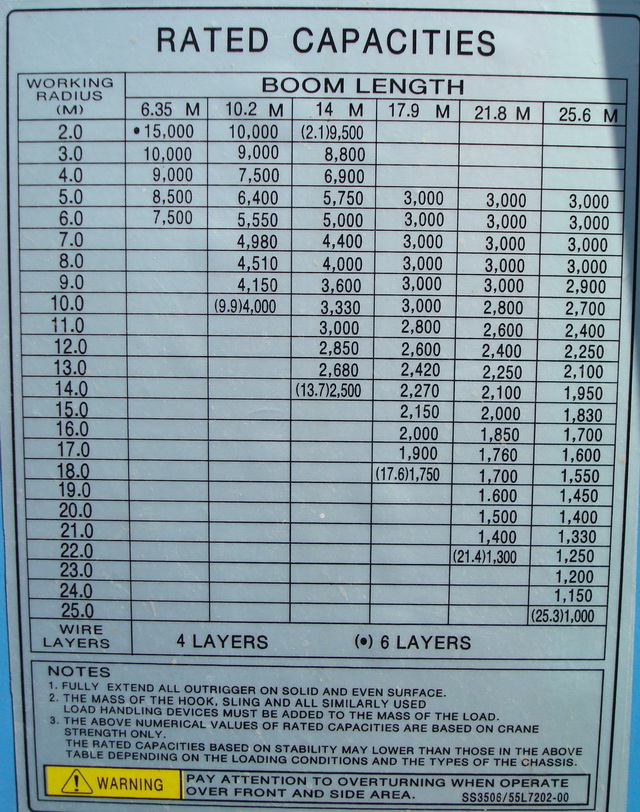 RATED CAPACITIES
WORKING RADIUS (M) BOOM LENGTH
6.35 M 10.2 M 14 M 17.9 M 21.8 M 25.6 M
2.0 •15,000 10,000 (2.1)9,500
3.0 10,000 9,000 8,800
4.0 9,000 7,500 6,900
5.0 8,500 6,400 5,750 3,000 3,000 3,000
6.0 7,500 5,550 5,000 3,000 3,000 3,000
7.0 4,980 4,400 3,000 3,000 3,000
8.0 4,510 4,000 3,000 3,000 3,000
9.0 4,150 3,600 3,000 3,000 2,900
10.0 (9.9)4,000 3,330 3,000 2,800 2,700
11.0 3,000 2,800 2,600 2,400
12.0 2,850 2,600 2,400 2,250
13.0 2,680 2,420 2,250 2,100
14.0 (13.7)2,500 2,270 2,100 1,950
15.0 2,150 2,000 1,830
16.0 2,000 1,850 1,700
17.0 1,900 1,760 1,600
18.0 (17.6)1,750 1,700 1,550
19.0 1.600 1,450
20.0 1,500 1,400
21.0 1,400 1,330
22.0 (21.4)1,300 1,250
23.0 1,200
24.0 1,150
25.0 (25.3)1,000
WIRE LAYERS 4 LAYERS (•) 6 LAYERS
NOTES
1. FULLY EXTEND ALL OUTRIGGER ON SOLID AND EVEN SURFACE.
2. THE MASS OF THE HOOK, SLING AND ALL SIMILARLY USED
LOAD HANDLING DEVICES MUST BE ADDED TO THE MASS OF THE LOAD.
3. THE ABOVE NUMERICAL VALUES OF RATED CAPACITIES ARE BASED ON CRANE
STRENGTH ONLY.
THE RATED CAPACITIES BASED ON STABILITY MAY LOWER THAN THOSE IN THE ABOVE
TABLE DEPENDING ON THE LOADING CONDITIONS AND THE TYPES OF THE CHASSIS.
WARNING PAY ATTENTION TO OVERTURNING WHEN OPERATE
OVER FRONT AND SIDE AREA. SS3506/55L7202-00